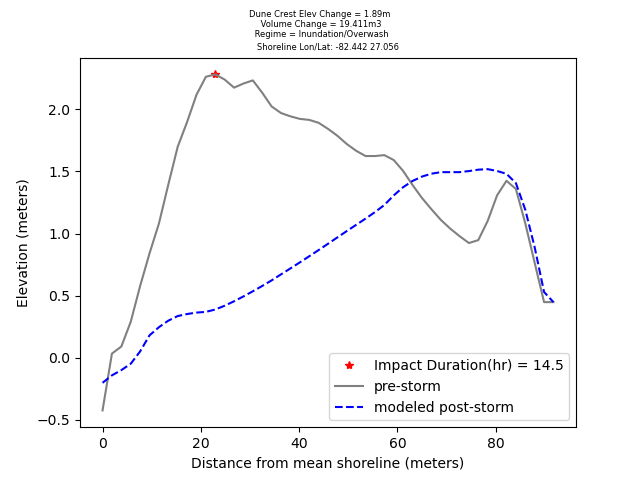 Dune Crest Elev Change = 1.89m
Volume Change = 19.411m3
Regime = Inundation/Overwash
Shoreline Lon/Lat: -82.442 27.056
Elevation (meters)
2.0
1.5
1.0
0.5
0.0
−0.5
Impact Duration(hr) = 14.5
pre-storm
modeled post-storm
0 20 40 60 80
Distance from mean shoreline (meters)